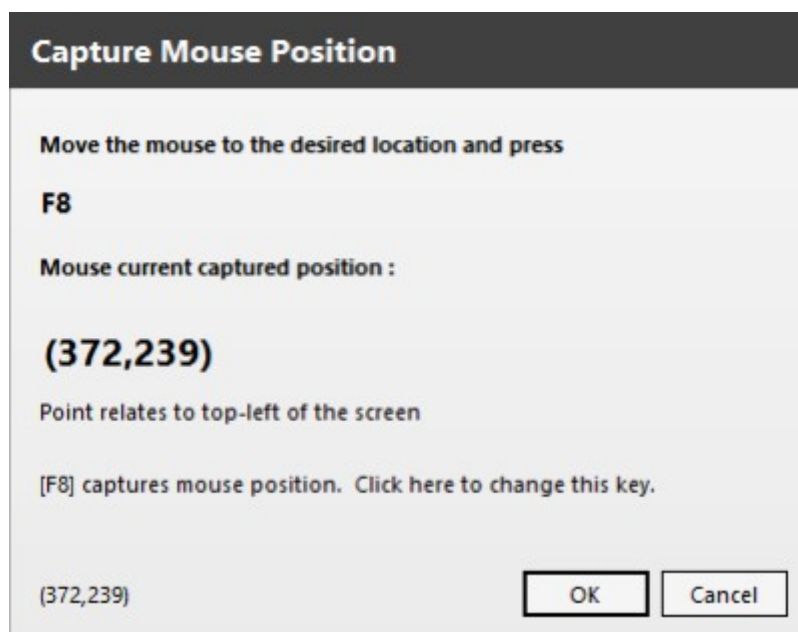 Capture Mouse Position
Move the mouse to the desired location and press
F8
Mouse current captured position :
(372,239)
Point relates to top-left of the screen
[F8] captures mouse position.  Click here to change this key.
(372,239)
OK
Cancel